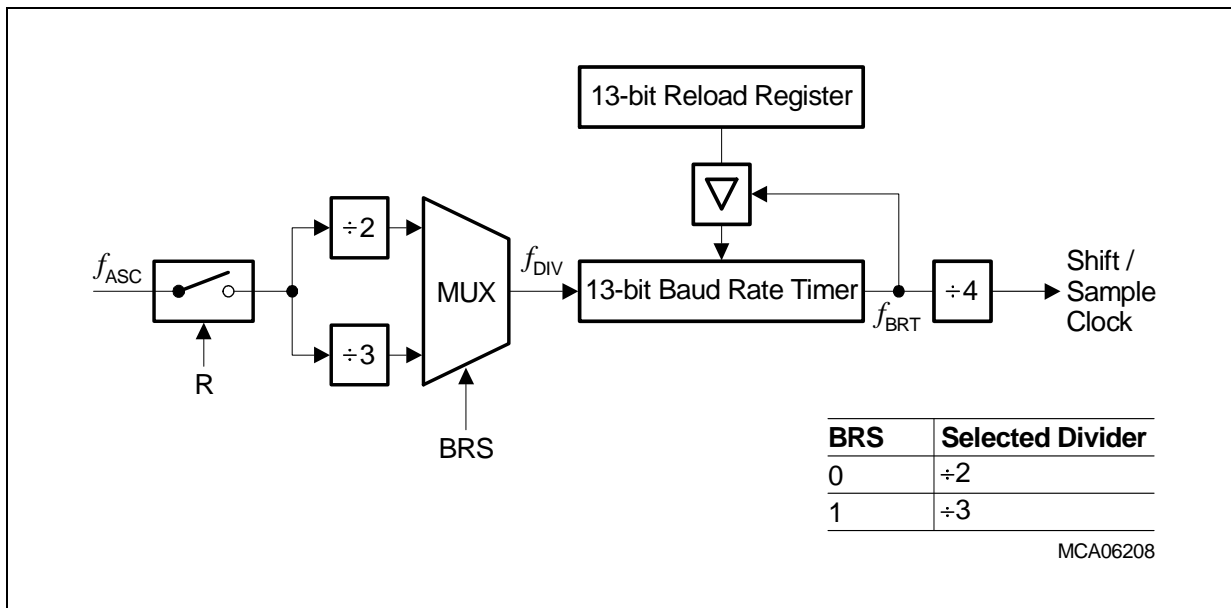 13-bit Reload Register
÷2
fASC
fDIV
MUX
13-bit Baud Rate Timer
÷4
Shift /
Sample
Clock
fBRT
÷3
R
BRS
BRS Selected Divider
0 ÷2
1 ÷3
MCA06208